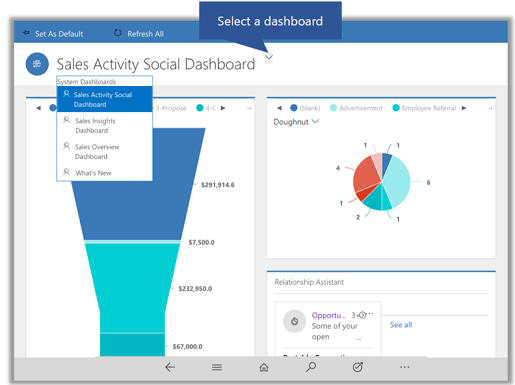 Select a dashboard
Set As Default
Refresh All
Sales Activity Social Dashboard
System Dashboards
Sales Activity Social
Dashboard
Sales Insights
Dashboard
Sales Overview
Dashboard
What's New
3-Propose
$291,914.6
$7,500.0
$232,950.0
$67,000.0
(blank) Advertisement Employee Referral
Doughnut
1 1
4
6
1
2 1
Relationship Assistant
Opportu... 3
Some of your
open ...
See all